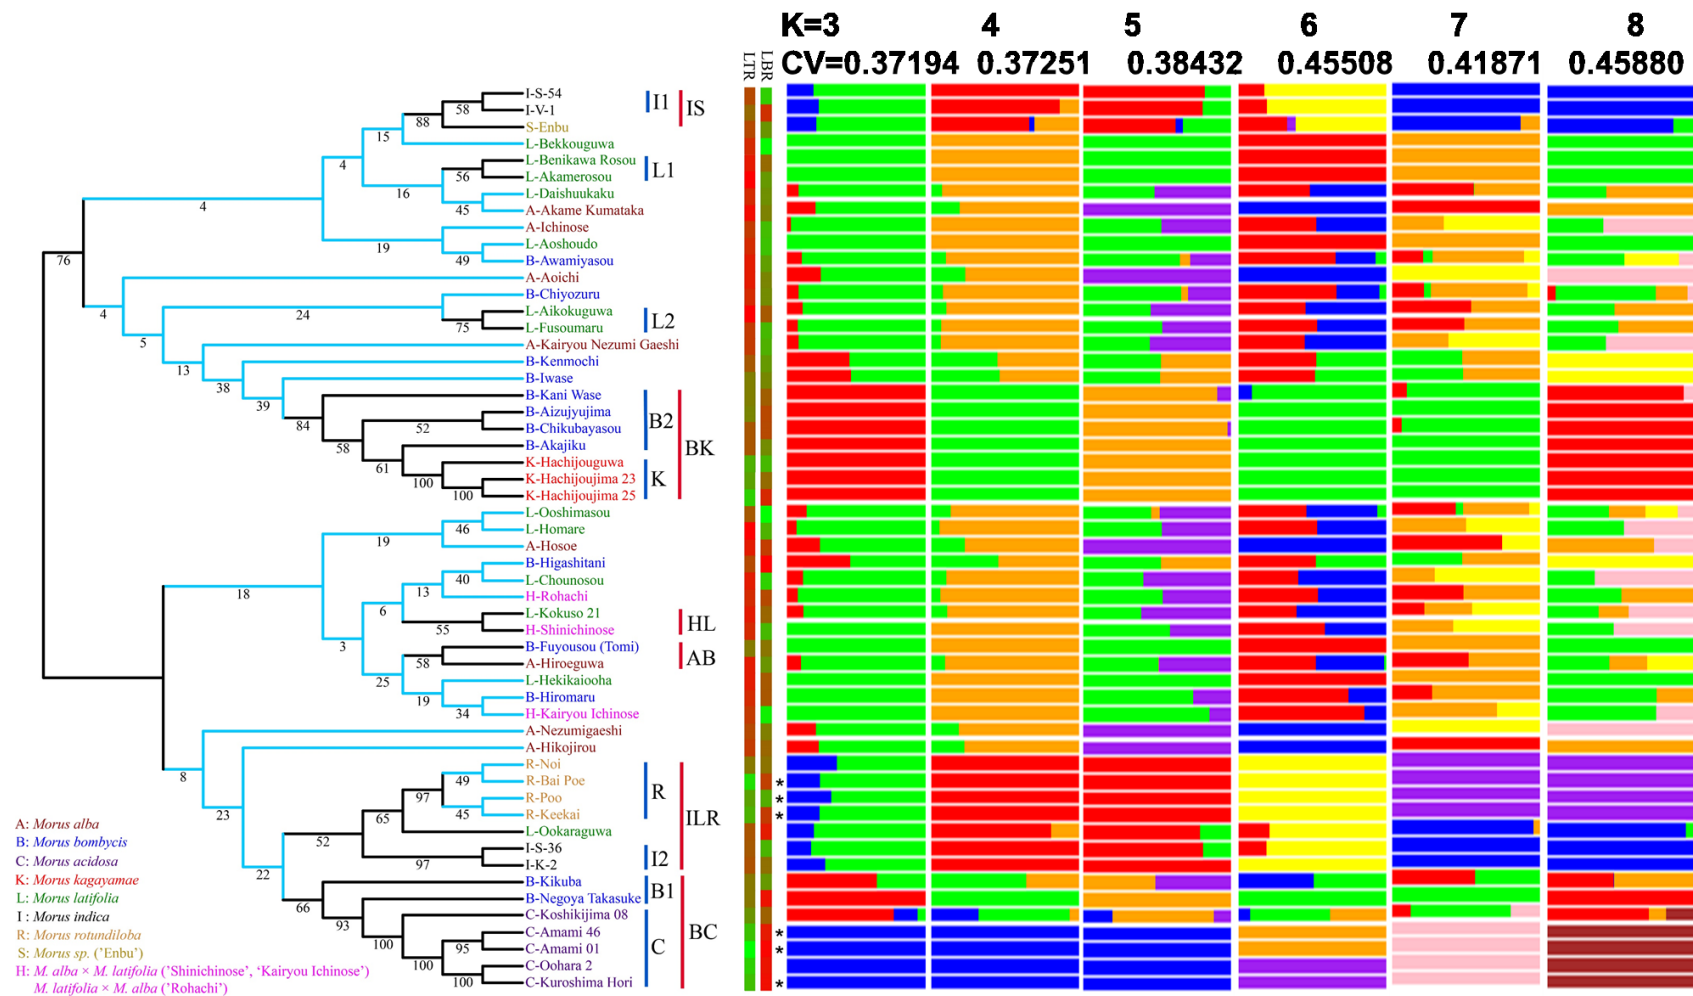 K=3 4 5 6 7 8
LTR LBR CV=0.37194 0.37251 0.38432 0.45508 0.41871 0.45880
I-S-54
58 I-V-1 I1 IS
88 S-Enbu
15 L-Bekkouguwa
4 L-Benikawa Rosou
56 L-Akamerosou L1
16 L-Daishuukaku
4 45 A-Akame Kumataka
A-Ichinose
19 L-Aoshoudo
49 B-Awamiyasou
76 A-Aoichi
B-Chiyozuru
4 24 L-Aikokuguwa
75 L-Fusoumaru L2
5 A-Kairyou Nezumi Gaeshi
13 B-Kenmochi
38 B-Iwase
39 B-Kani Wase
B-Aizujyujima
84 52 B-Chikubayasou B2
58 B-Akajiku BK
61 K-Hachijouguwa
100 K-Hachijoujima 23 K
100 K-Hachijoujima 25
L-Ooshimasou
46 L-Homare
19 A-Hosoe
B-Higashitani
40 L-Chounosou
18 13 H-Rohachi
6 L-Kokuso 21
55 H-Shinichinose HL
3 B-Fuyousou (Tomi)
58 A-Hiroeguwa AB
25 L-Hekikaiooha
19 B-Hiromaru
34 H-Kairyou Ichinose
A-Nezumigaeshi
A-Hikojirou
8 R-Noi
49 R-Bai Poe *
97 R-Poo R *
45 R-Keekai *
23 65 L-Ookaraguwa ILR
52 I-S-36
97 I-K-2 I2
22 B-Kikuba
66 B-Negoya Takasuke B1
93 C-Koshikijima 08
100 C-Amami 46 BC *
95 C-Amami 01 C *
100 C-Oohara 2
100 C-Kuroshima Hori *
A: Morus alba
B: Morus bombycis
C: Morus acidosa
K: Morus kagayamae
L: Morus latifolia
I : Morus indica
R: Morus rotundiloba
S: Morus sp. ('Enbu')
H: M. alba × M. latifolia ('Shinichinose', 'Kairyou Ichinose')
M. latifolia × M. alba ('Rohachi')